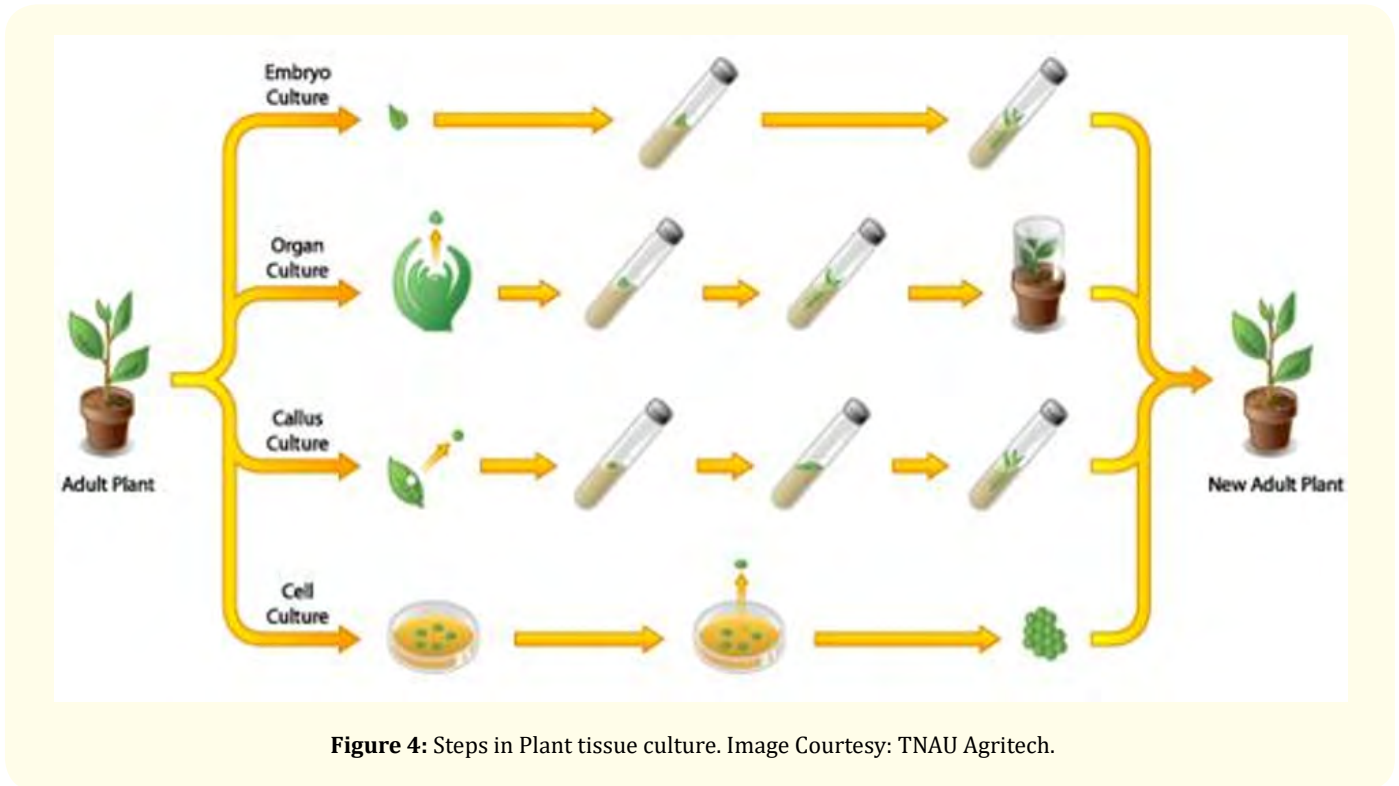 Embryo
Culture
Organ
Culture
Callus
Culture
Cell
Culture
Adult Plant
New Adult Plant
Figure 4: Steps in Plant tissue culture. Image Courtesy: TNAU Agritech.